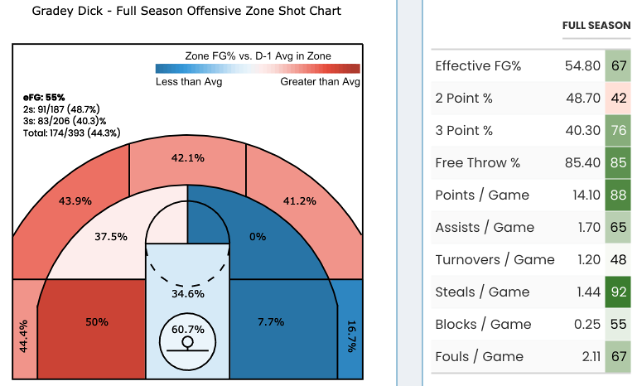 Gradey Dick - Full Season Offensive Zone Shot Chart
Zone FG% vs. D-1 Avg in Zone
Less than Avg Greater than Avg
eFG: 55%
2s: 91/187 (48.7%)
3s: 83/206 (40.3)%
Total: 174/393 (44.3%)
42.1%
43.9%
41.2%
37.5%
0%
34.6%
44.4%
50%
60.7%
7.7%
16.7%
FULL SEASON
Effective FG% 54.80 67
2 Point % 48.70 42
3 Point % 40.30 76
Free Throw % 85.40 85
Points / Game 14.10 88
Assists / Game 1.70 65
Turnovers / Game 1.20 48
Steals / Game 1.44 92
Blocks / Game 0.25 55
Fouls / Game 2.11 67